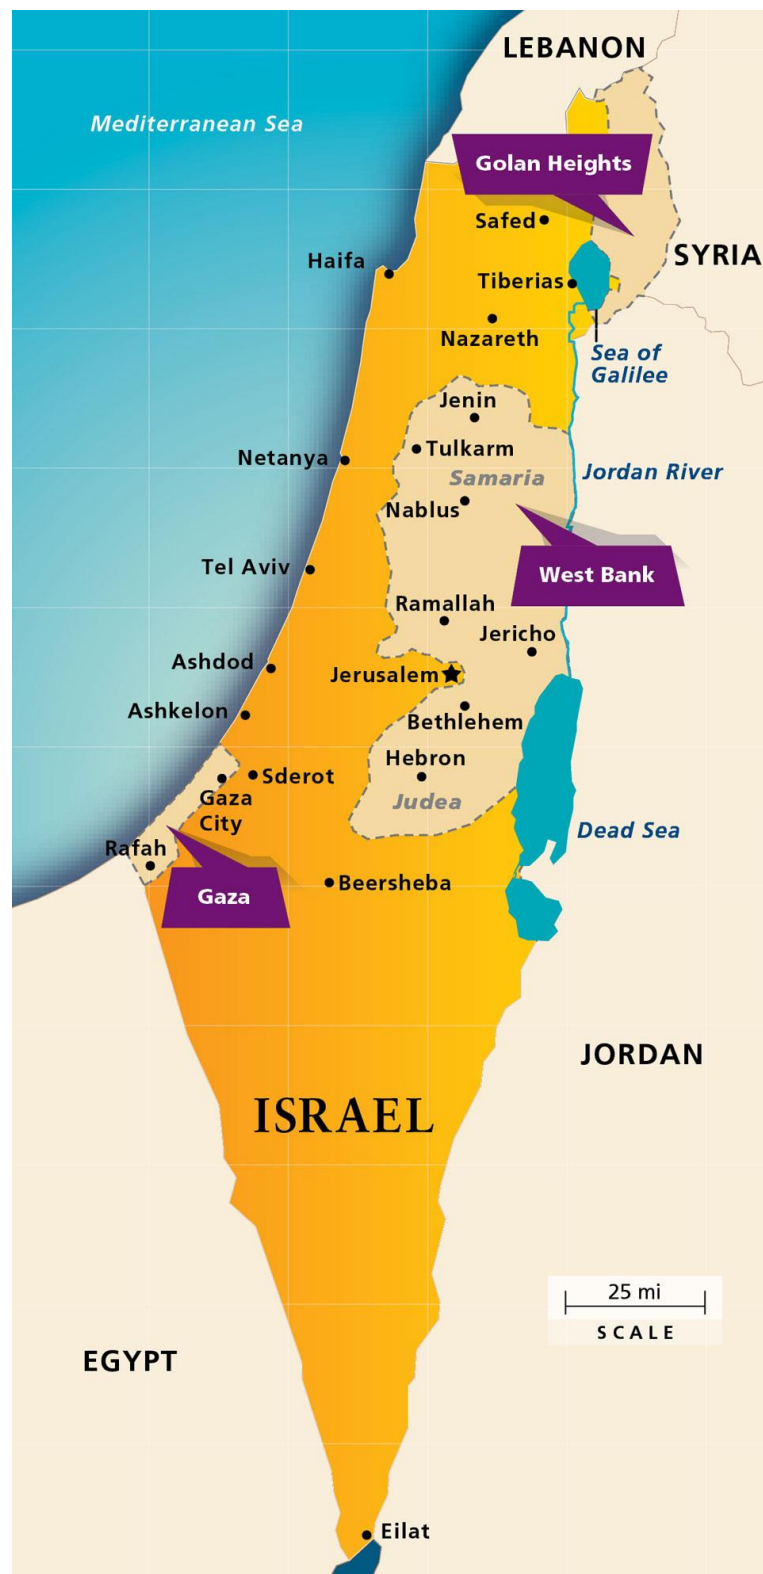 LEBANON
Mediterranean Sea
Golan Heights
Safed
SYRIA
Haifa
Tiberias
Nazareth
Sea of
Galilee
Jenin
Tulkarm
Netanya
Samaria
Jordan River
Nablus
Tel Aviv
West Bank
Ramallah
Jericho
Ashdod
Jerusalem
Ashkelon
Bethlehem
Hebron
Sderot
Gaza
City
Judea
Dead Sea
Rafah
Beersheba
Gaza
JORDAN
ISRAEL
25 mi
SCALE
EGYPT
Eilat